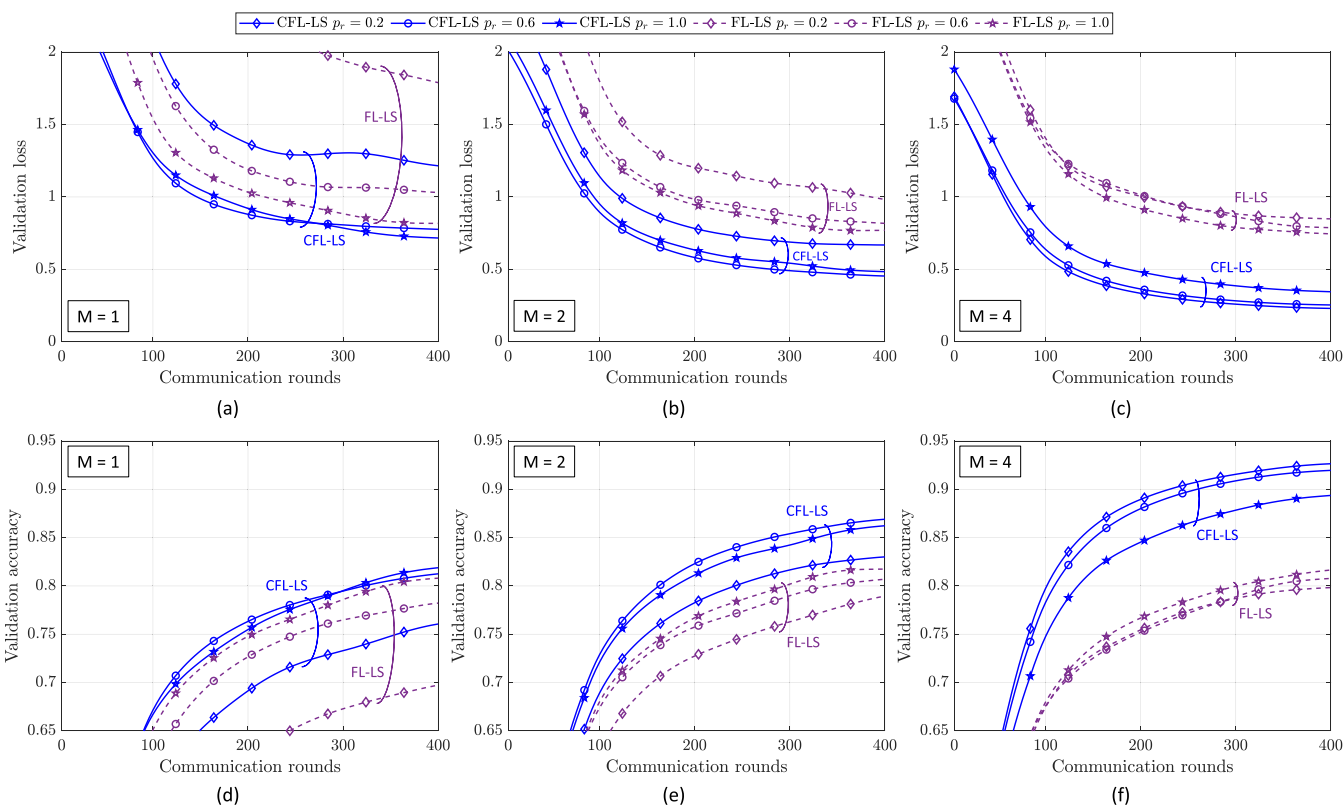 CFL-LS p_r = 0.2 CFL-LS p_r = 0.6 CFL-LS p_r = 1.0 FL-LS p_r = 0.2 FL-LS p_r = 0.6 FL-LS p_r = 1.0
2
1.5
1
0.5
0
Validation loss
FL-LS
CFL-LS
M = 1
0 100 200 300 400
Communication rounds
(a)
2
1.5
1
0.5
0
Validation loss
FL-LS
CFL-LS
M = 2
0 100 200 300 400
Communication rounds
(b)
2
1.5
1
0.5
0
Validation loss
FL-LS
CFL-LS
M = 4
0 100 200 300 400
Communication rounds
(c)
0.95
0.9
0.85
0.8
0.75
0.7
0.65
Validation accuracy
M = 1
CFL-LS
FL-LS
0 100 200 300 400
Communication rounds
(d)
0.95
0.9
0.85
0.8
0.75
0.7
0.65
Validation accuracy
M = 2
CFL-LS
FL-LS
0 100 200 300 400
Communication rounds
(e)
0.95
0.9
0.85
0.8
0.75
0.7
0.65
Validation accuracy
M = 4
CFL-LS
FL-LS
0 100 200 300 400
Communication rounds
(f)